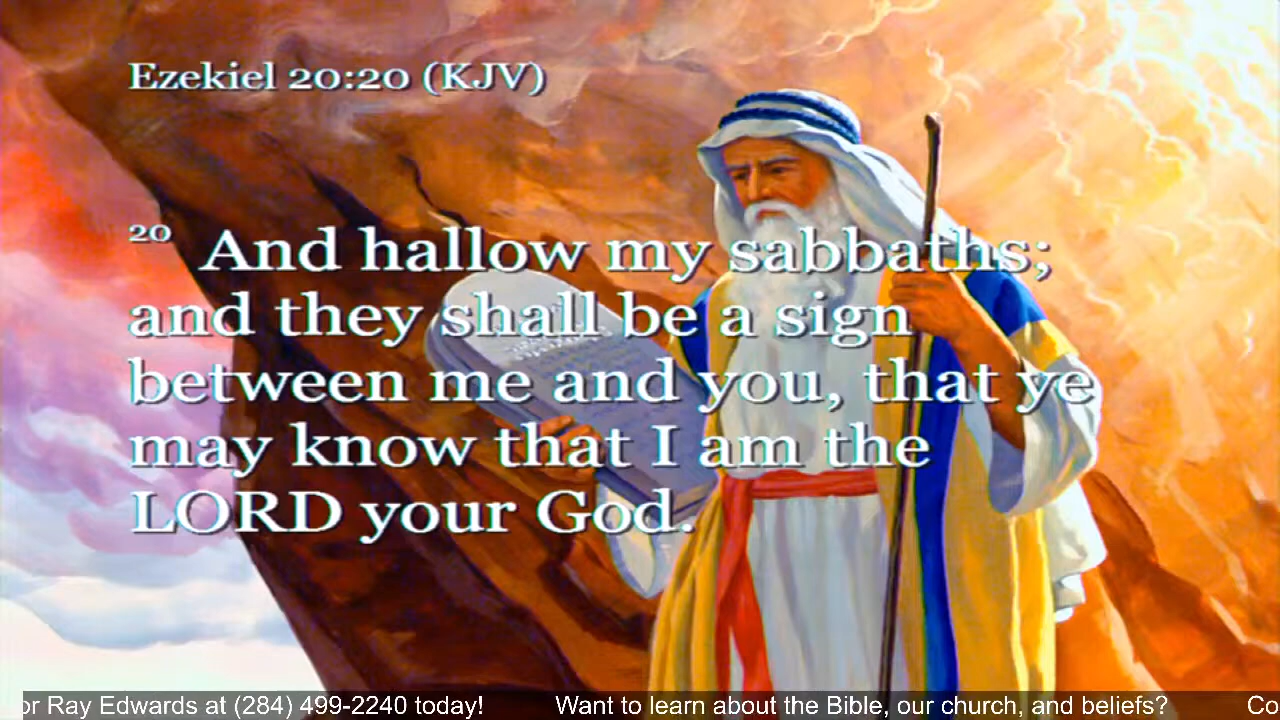 Ezekiel 20:20 (KJV)
20 And hallow my sabbaths;
and they shall be a sign
between me and you, that ye
may know that I am the
LORD your God.
or Ray Edwards at (284) 499-2240 today! Want to learn about the Bible, our church, and beliefs? Co